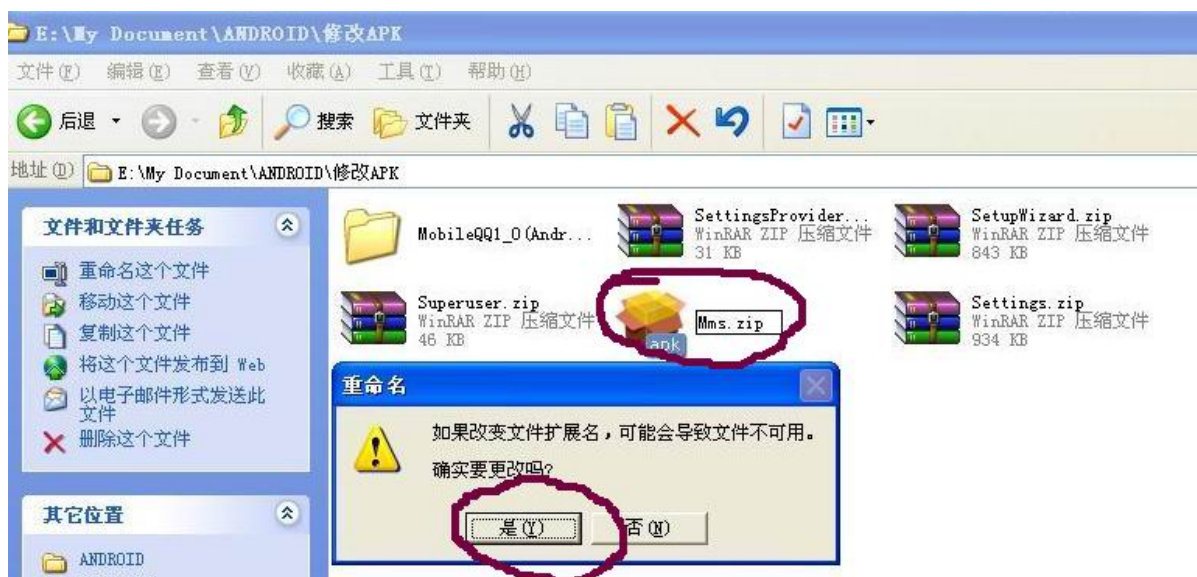 E:\My Document\ANDROID\修改APK
文件(F) 编辑(E) 查看(V) 收藏(A) 工具(T) 帮助(H)
后退 搜索 文件夹
地址(D) E:\My Document\ANDROID\修改APK
文件和文件夹任务
重命名这个文件
移动这个文件
复制这个文件
将这个文件发布到 Web
以电子邮件形式发送此
文件
删除这个文件
其它位置
ANDROID
MobileQQ1_0(Andr...
SettingsProvider...
WinRAR ZIP 压缩文件
31 KB
SetupWizard.zip
WinRAR ZIP 压缩文件
843 KB
Superuser.zip
WinRAR ZIP 压缩文件
46 KB
apk
Mms.zip
Settings.zip
WinRAR ZIP 压缩文件
934 KB
重命名
如果改变文件扩展名，可能会导致文件不可用。
确实要更改吗?
是(Y) 否(N)